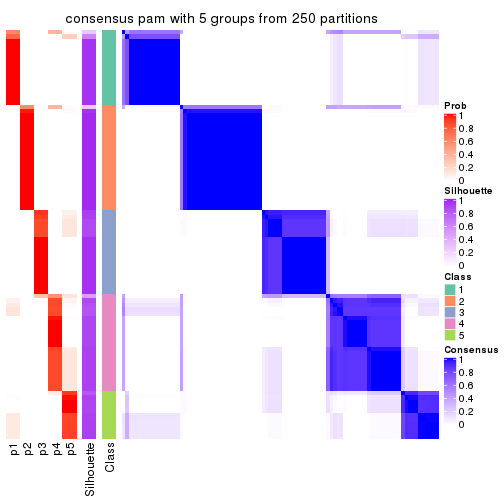 consensus pam with 5 groups from 250 partitions
Prob
1
0.8
0.6
0.4
0.2
0
Silhouette
1
0.8
0.6
0.4
0.2
0
Class
1
2
3
4
5
Consensus
1
0.8
0.6
0.4
0.2
0
p1
p2
p3
p4
p5
Silhouette
Class